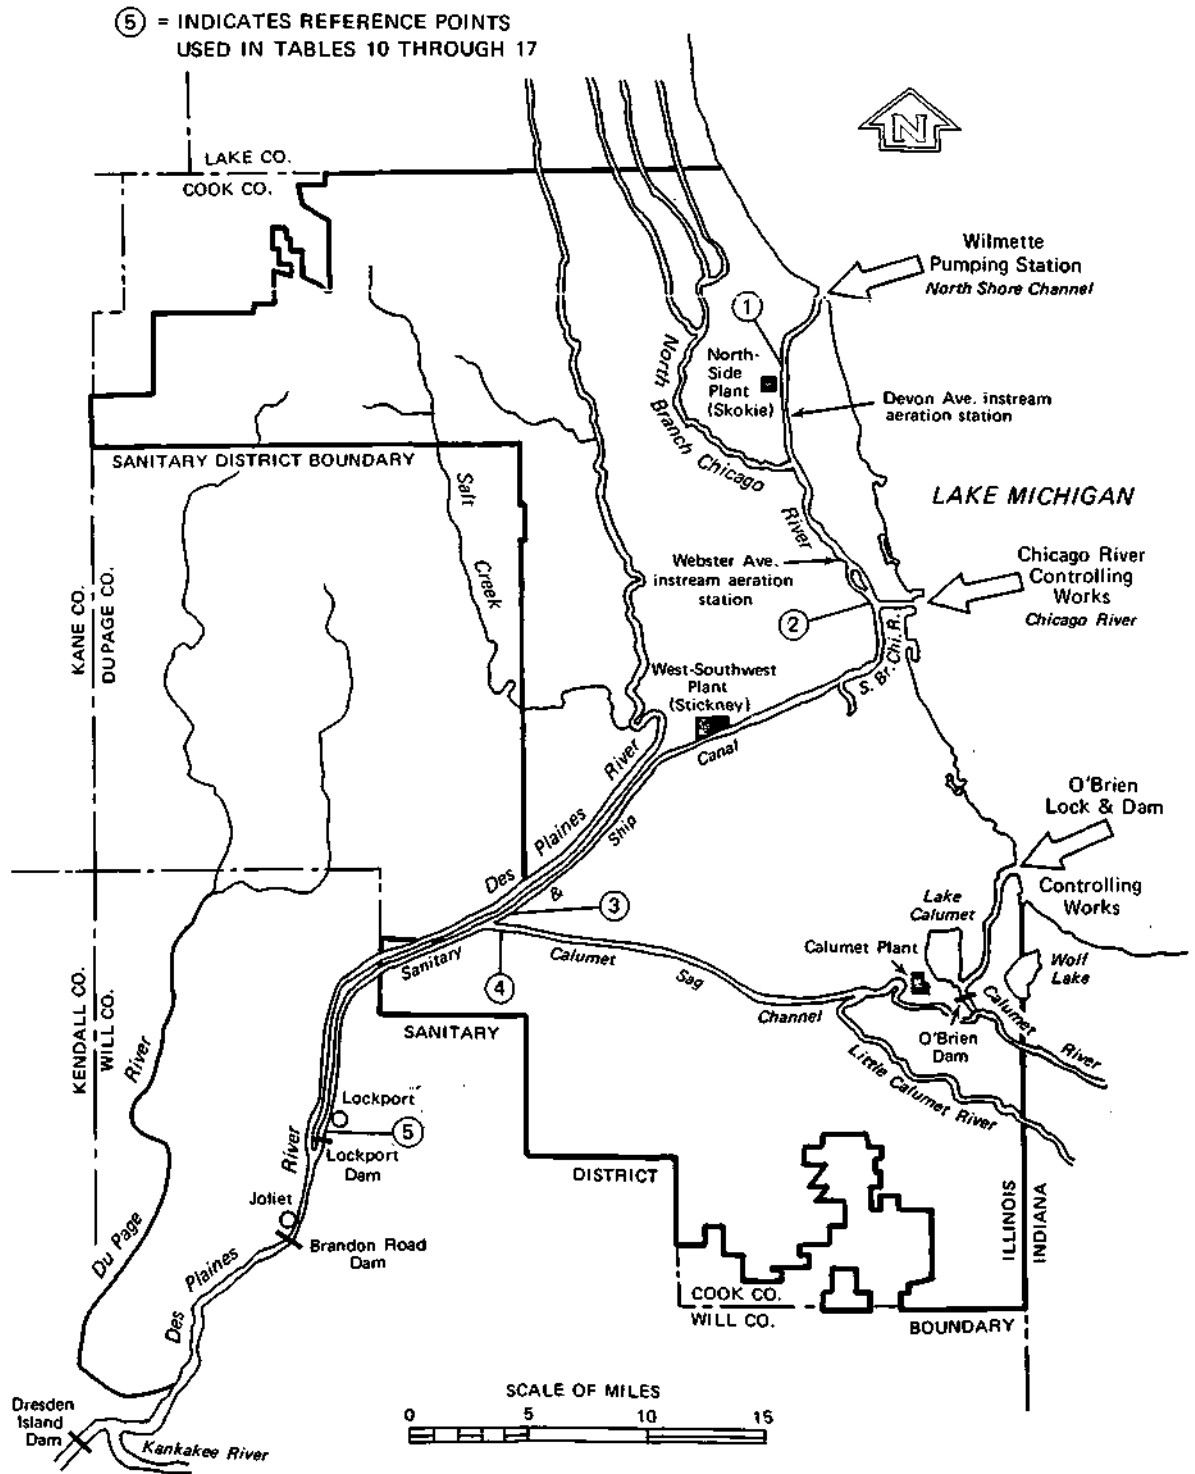 ⑤ = INDICATES REFERENCE POINTS
USED IN TABLES 10 THROUGH 17
N
LAKE CO.
COOK CO.
Wilmette
Pumping Station
North Shore Channel
1
North-
Side
Plant
(Skokie)
North Branch Chicago River
Devon Ave. instream
aeration station
SANITARY DISTRICT BOUNDARY
Salt Creek
LAKE MICHIGAN
Webster Ave.
instream aeration
station
Chicago River
Controlling
Works
Chicago River
2
KANE CO.
DUPAGE CO.
West-Southwest
Plant
(Stickney)
S. Br. Chi. R.
Des Plaines River
Sanitary & Ship Canal
O'Brien
Lock & Dam
Controlling
Works
Lake
Calumet
3
Calumet Plant
Wolf
Lake
4
Calumet Sag Channel
O'Brien
Dam
Calumet River
Little Calumet River
KENDALL CO.
WILL CO.
SANITARY
River
Lockport
5
Lockport
Dam
River
DISTRICT
ILLINOIS
INDIANA
Joliet
Brandon Road
Dam
Du Page
Des Plaines
COOK CO.
WILL CO.
BOUNDARY
SCALE OF MILES
0 5 10 15
Dresden
Island
Dam
Kankakee River